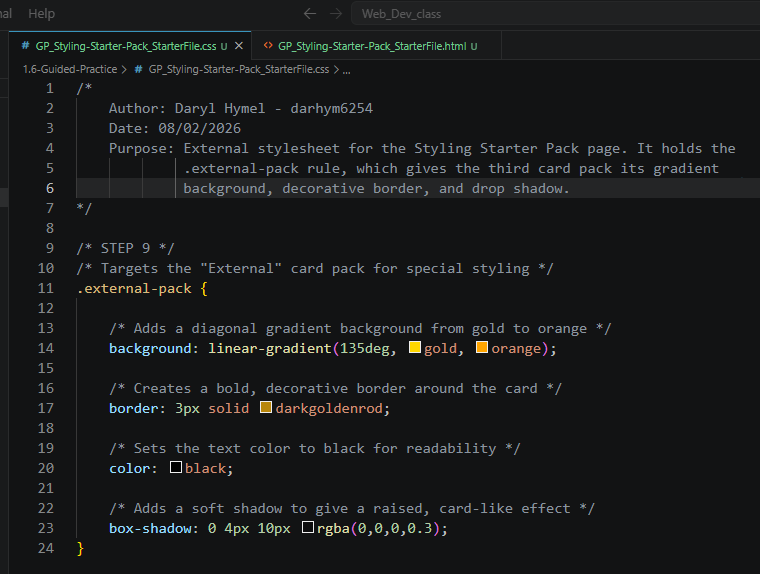 nal Help ← → Web_Dev_class
# GP_Styling-Starter-Pack_StarterFile.css U × <> GP_Styling-Starter-Pack_StarterFile.html U
1.6-Guided-Practice > # GP_Styling-Starter-Pack_StarterFile.css > ...
1 /*
2 Author: Daryl Hymel - darhym6254
3 Date: 08/02/2026
4 Purpose: External stylesheet for the Styling Starter Pack page. It holds the
5 .external-pack rule, which gives the third card pack its gradient
6 background, decorative border, and drop shadow.
7 */
8
9 /* STEP 9 */
10 /* Targets the "External" card pack for special styling */
11 .external-pack {
12
13 /* Adds a diagonal gradient background from gold to orange */
14 background: linear-gradient(135deg, gold, orange);
15
16 /* Creates a bold, decorative border around the card */
17 border: 3px solid darkgoldenrod;
18
19 /* Sets the text color to black for readability */
20 color: black;
21
22 /* Adds a soft shadow to give a raised, card-like effect */
23 box-shadow: 0 4px 10px rgba(0,0,0,0.3);
24 }